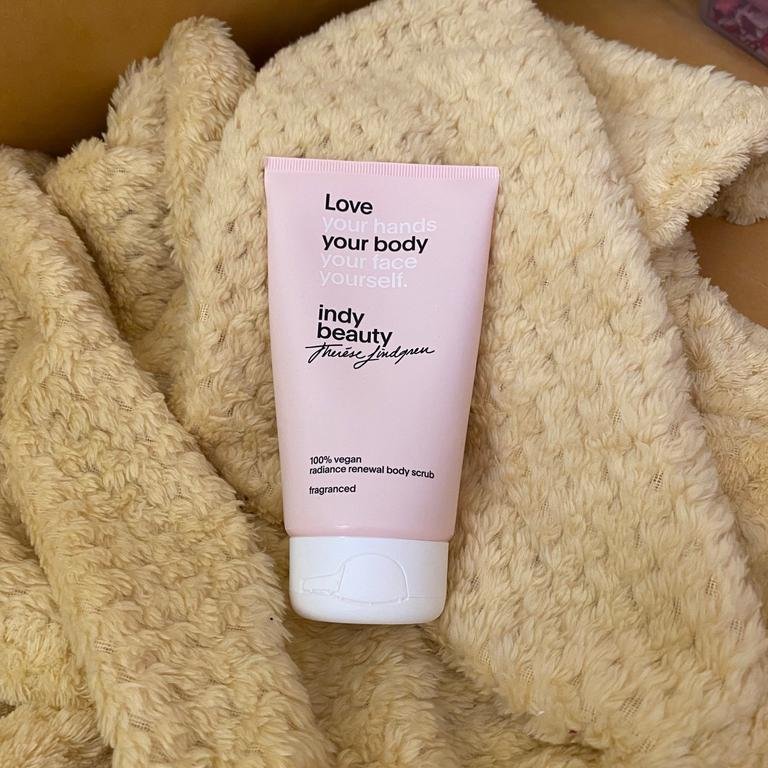 Love
your hands
your body
your face
yourself.
indy
beauty
Therése Lindgren
100% vegan
radiance renewal body scrub
fragranced